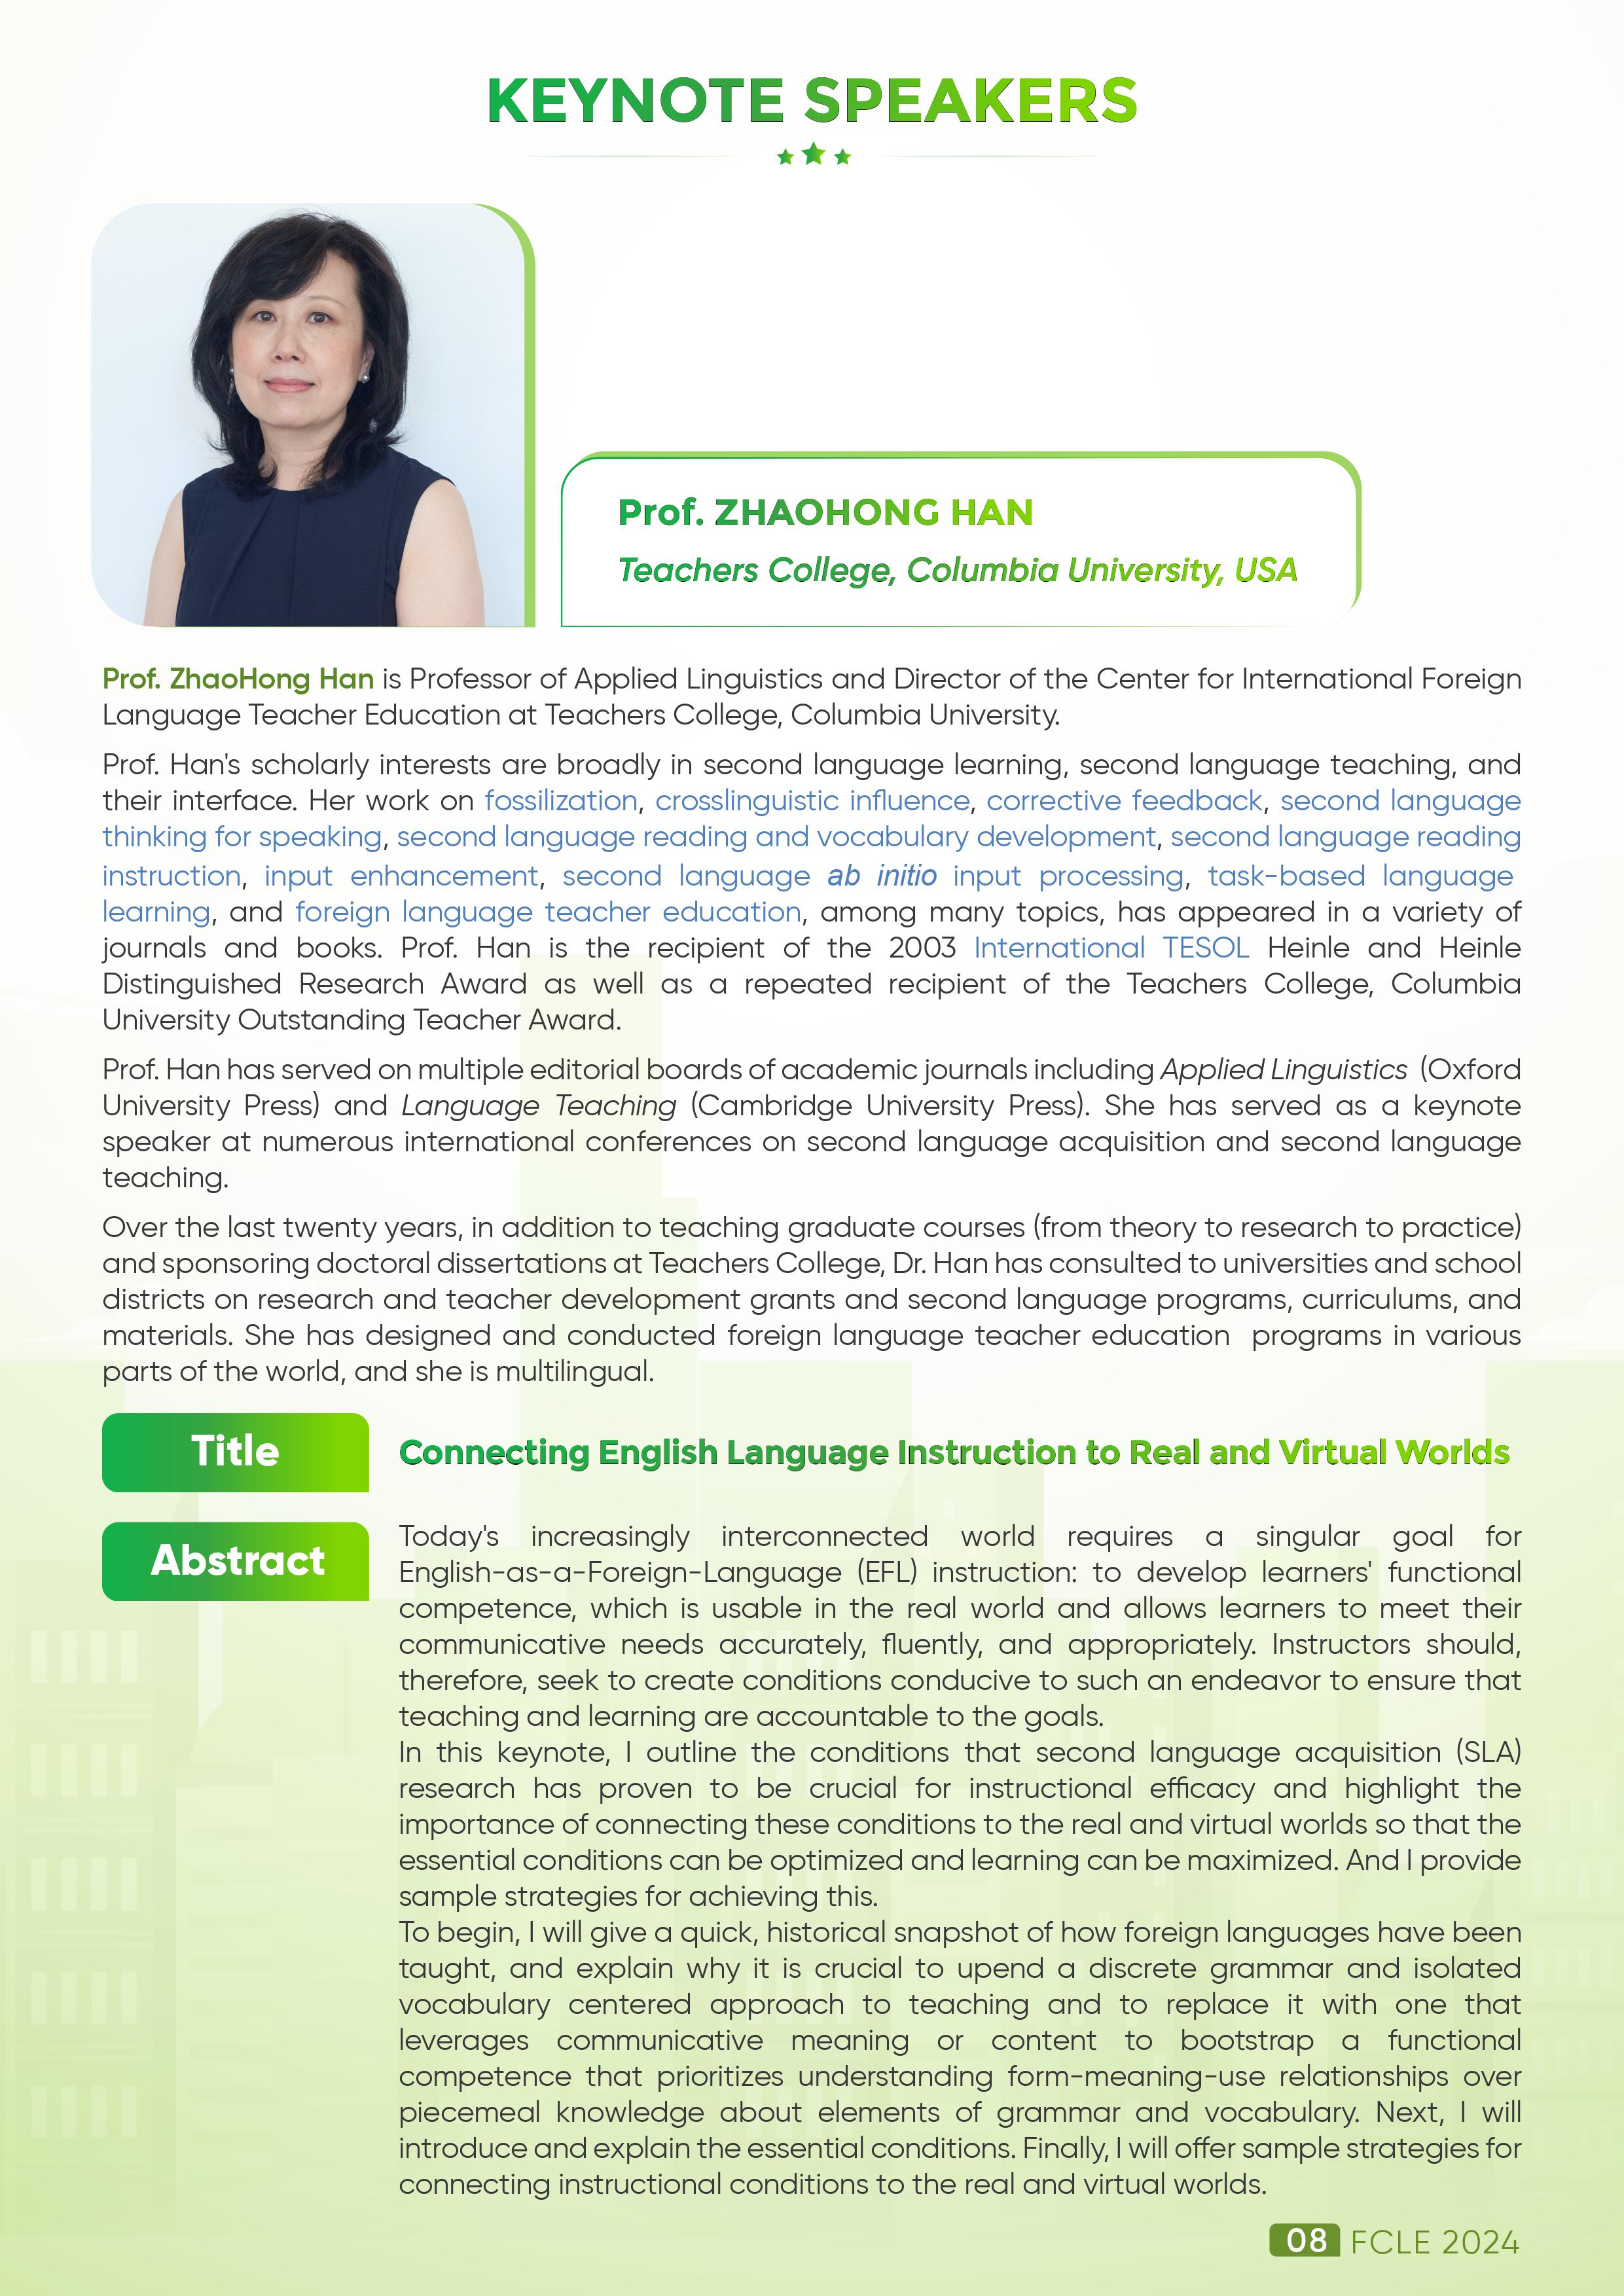 KEYNOTE SPEAKERS
Prof. ZHAOHONG HAN
Teachers College, Columbia University, USA
Prof. ZhaoHong Han is Professor of Applied Linguistics and Director of the Center for International Foreign
Language Teacher Education at Teachers College, Columbia University.
Prof. Han's scholarly interests are broadly in second language learning, second language teaching, and
their interface. Her work on fossilization, crosslinguistic influence, corrective feedback, second language
thinking for speaking, second language reading and vocabulary development, second language reading
instruction, input enhancement, second language ab initio input processing, task-based language
learning, and foreign language teacher education, among many topics, has appeared in a variety of
journals and books. Prof. Han is the recipient of the 2003 International TESOL Heinle and Heinle
Distinguished Research Award as well as a repeated recipient of the Teachers College, Columbia
University Outstanding Teacher Award.
Prof. Han has served on multiple editorial boards of academic journals including Applied Linguistics (Oxford
University Press) and Language Teaching (Cambridge University Press). She has served as a keynote
speaker at numerous international conferences on second language acquisition and second language
teaching.
Over the last twenty years, in addition to teaching graduate courses (from theory to research to practice)
and sponsoring doctoral dissertations at Teachers College, Dr. Han has consulted to universities and school
districts on research and teacher development grants and second language programs, curriculums, and
materials. She has designed and conducted foreign language teacher education programs in various
parts of the world, and she is multilingual.
Title
Connecting English Language Instruction to Real and Virtual Worlds
Abstract
Today's increasingly interconnected world requires a singular goal for
English-as-a-Foreign-Language (EFL) instruction: to develop learners' functional
competence, which is usable in the real world and allows learners to meet their
communicative needs accurately, fluently, and appropriately. Instructors should,
therefore, seek to create conditions conducive to such an endeavor to ensure that
teaching and learning are accountable to the goals.
In this keynote, I outline the conditions that second language acquisition (SLA)
research has proven to be crucial for instructional efficacy and highlight the
importance of connecting these conditions to the real and virtual worlds so that the
essential conditions can be optimized and learning can be maximized. And I provide
sample strategies for achieving this.
To begin, I will give a quick, historical snapshot of how foreign languages have been
taught, and explain why it is crucial to upend a discrete grammar and isolated
vocabulary centered approach to teaching and to replace it with one that
leverages communicative meaning or content to bootstrap a functional
competence that prioritizes understanding form-meaning-use relationships over
piecemeal knowledge about elements of grammar and vocabulary. Next, I will
introduce and explain the essential conditions. Finally, I will offer sample strategies for
connecting instructional conditions to the real and virtual worlds.
08 FCLE 2024